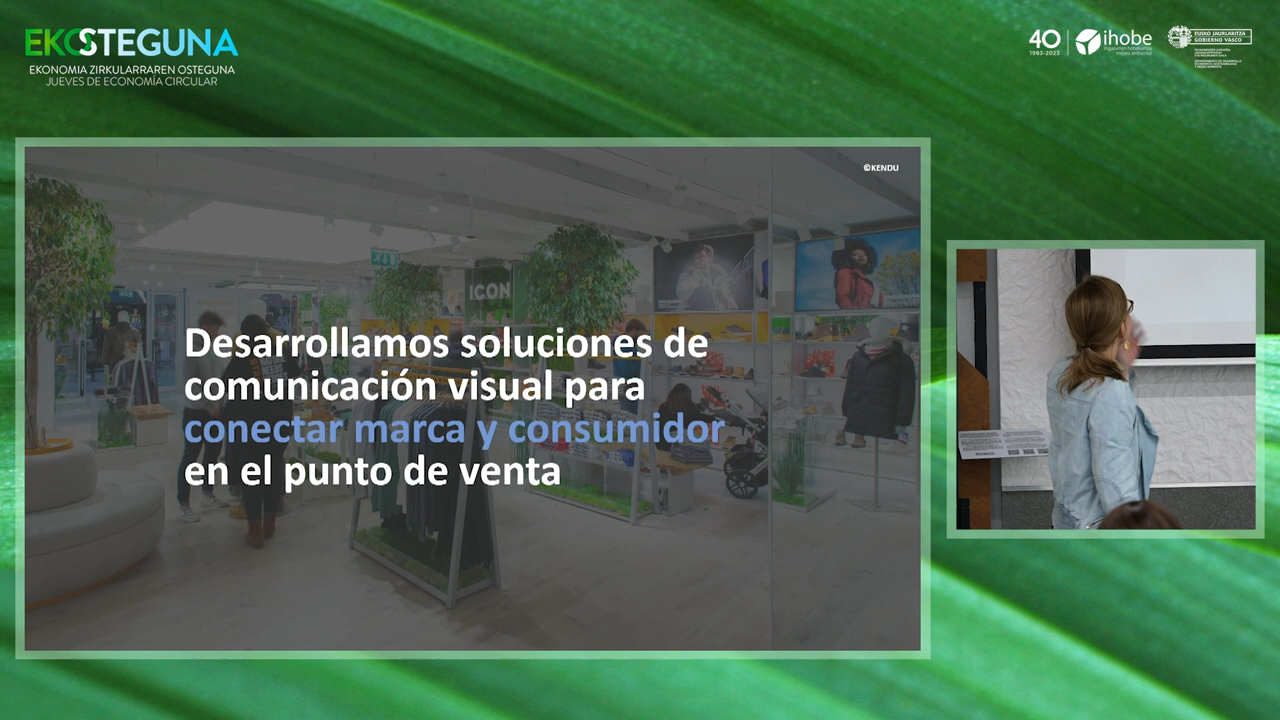 EKOSTEGUNA
EKONOMIA ZIRKULARRAREN OSTEGUNA
JUEVES DE ECONOMÍA CIRCULAR
40
1983-2023
ihobe
EUSKO JAURLARITZA
GOBIERNO VASCO
©KENDU
ICON
Desarrollamos soluciones de
comunicación visual para
conectar marca y consumidor
en el punto de venta